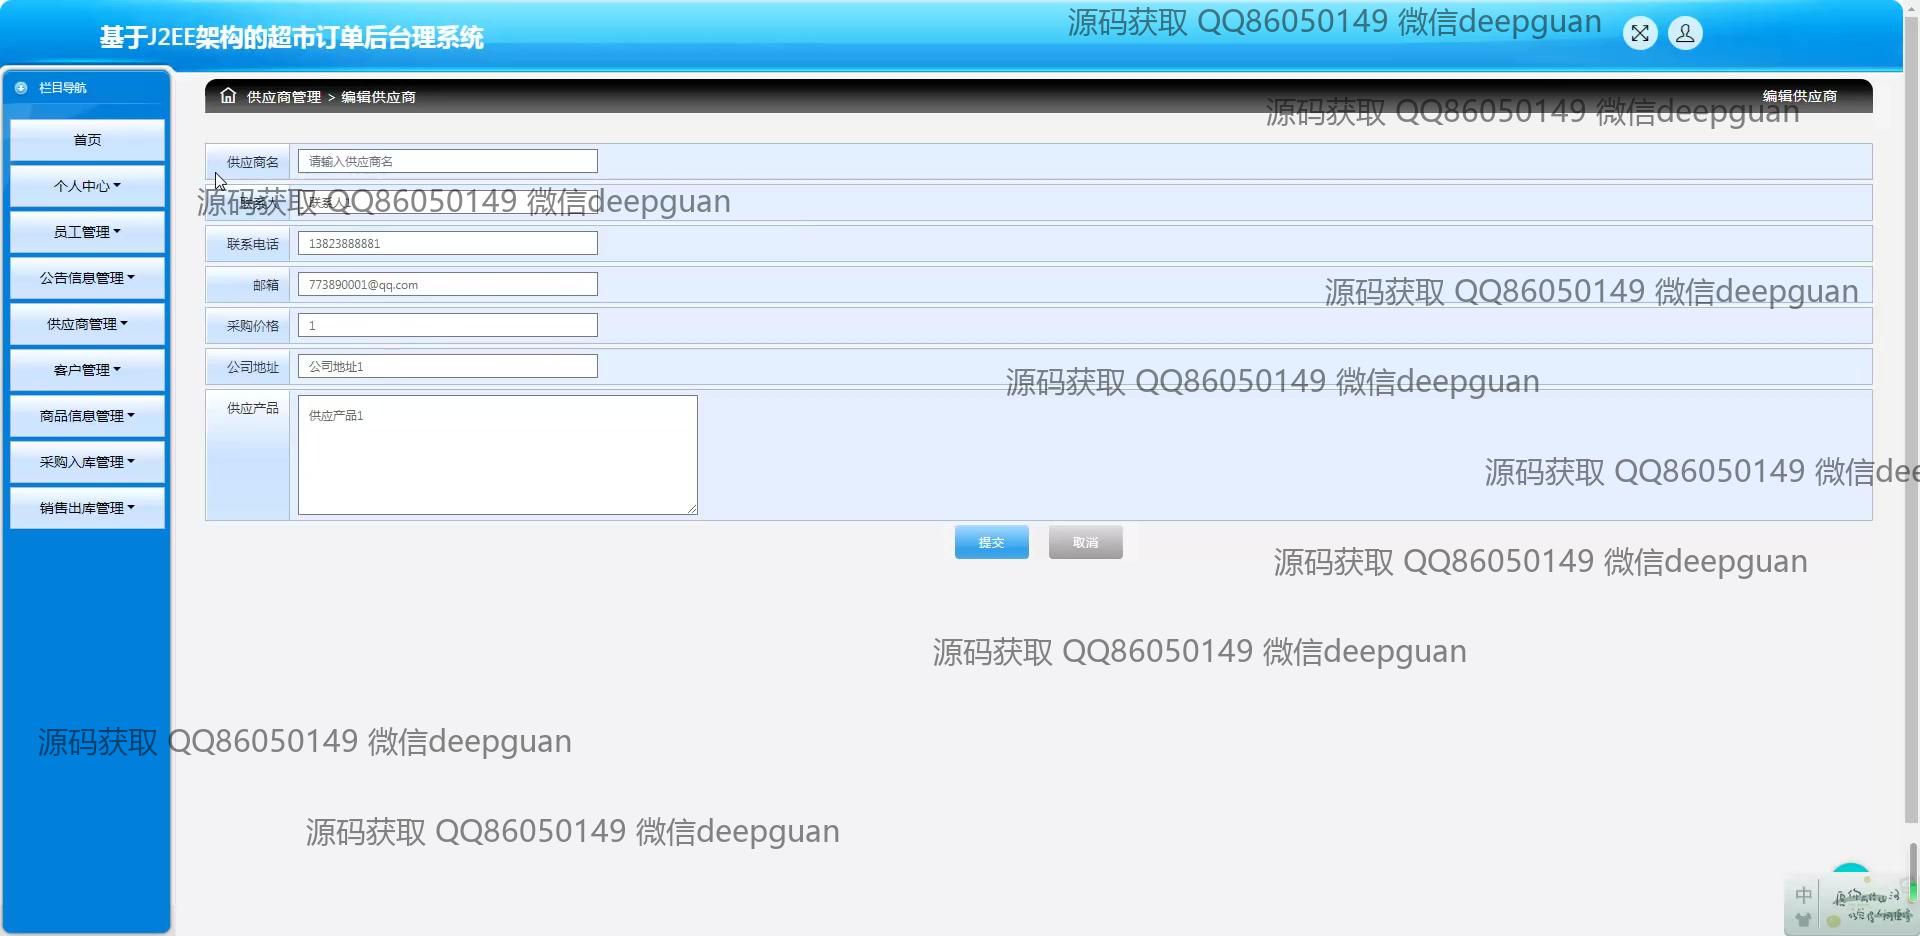 基于J2EE架构的超市订单后台理系统
源码获取 QQ86050149 微信deepguan
栏目导航
供应商管理 > 编辑供应商
编辑供应商
源码获取 QQ86050149 微信deepguan
首页
个人中心
员工管理
公告信息管理
供应商管理
客户管理
商品信息管理
采购入库管理
销售出库管理
供应商名
请输入供应商名
联系人
联系人1
源码获取 QQ86050149 微信deepguan
联系电话
13823888881
邮箱
773890001@qq.com
源码获取 QQ86050149 微信deepguan
采购价格
1
公司地址
公司地址1
源码获取 QQ86050149 微信deepguan
供应产品
供应产品1
源码获取 QQ86050149 微信dee
提交
取消
源码获取 QQ86050149 微信deepguan
源码获取 QQ86050149 微信deepguan
源码获取 QQ86050149 微信deepguan
源码获取 QQ86050149 微信deepguan
中